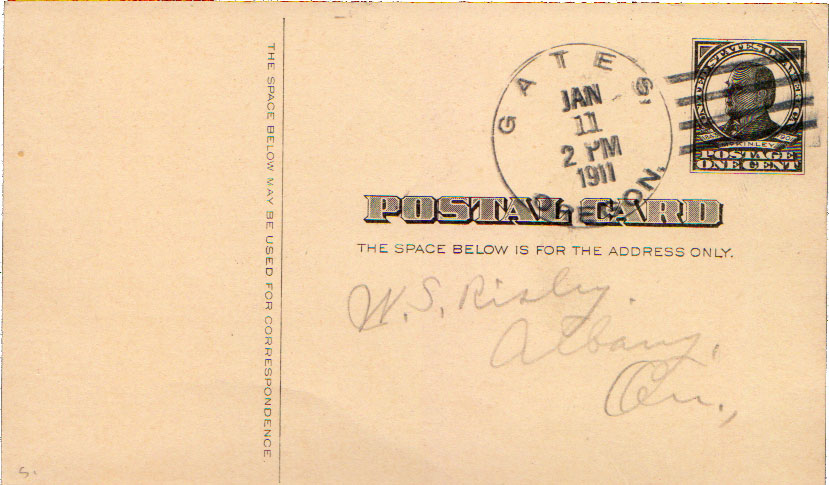 THE SPACE BELOW MAY BE USED FOR CORRESPONDENCE.
GATES,
JAN
11
2 PM
1911
OREGON.
UNITED STATES OF AMERICA
McKINLEY
POSTAGE
ONE CENT
POSTAL CARD
THE SPACE BELOW IS FOR THE ADDRESS ONLY.
W. S. Risley.
Albany,
Or.,
S.